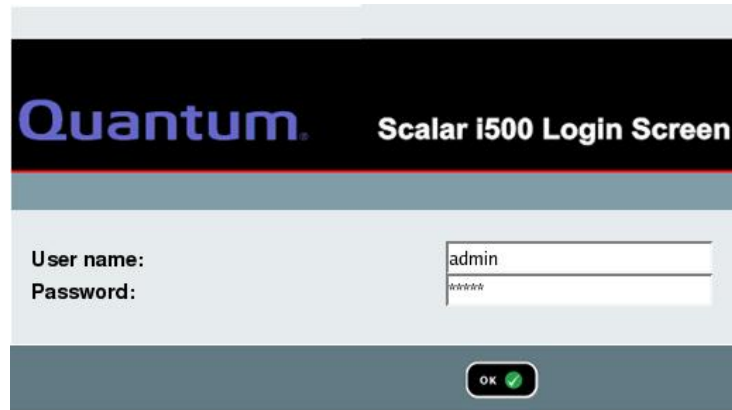 Quantum.
Scalar i500 Login Screen
User name:
admin
Password:
*****
OK